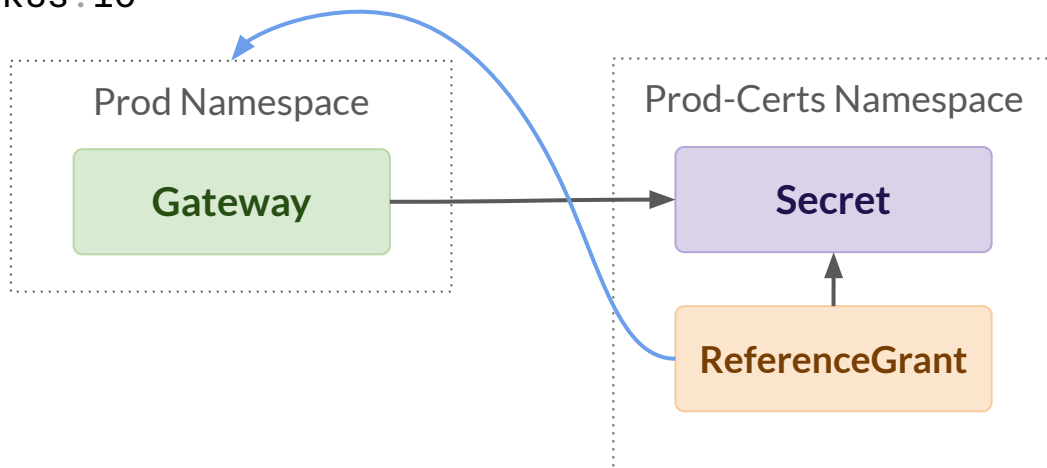 Prod Namespace
Prod-Certs Namespace
Gateway
Secret
ReferenceGrant